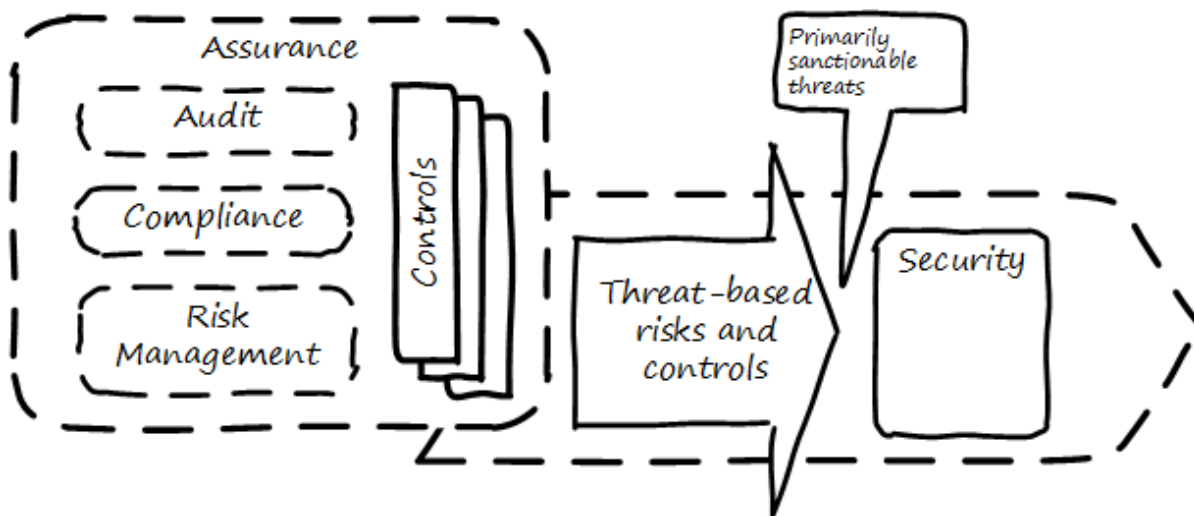 Assurance
Audit
Compliance
Risk
Management
Controls
Threat-based
risks and
controls
Primarily
sanctionable
threats
Security